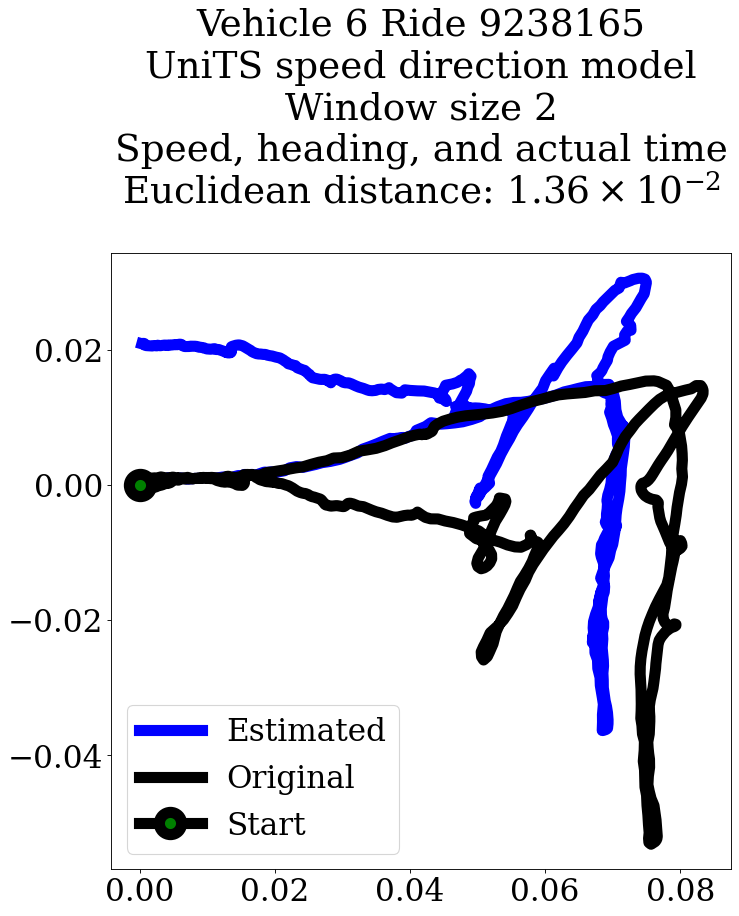 Vehicle 6 Ride 9238165
UniTS speed direction model
Window size 2
Speed, heading, and actual time
Euclidean distance: 1.36 × 10⁻²
0.02
0.00
−0.02
−0.04
Estimated
Original
Start
0.00 0.02 0.04 0.06 0.08